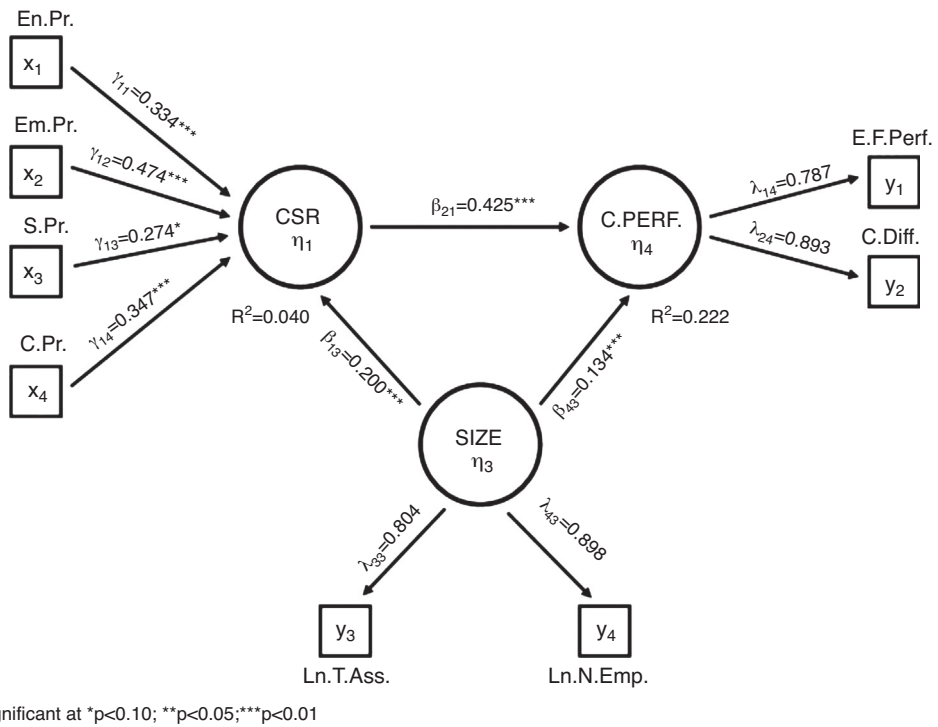 En.Pr.
x₁
γ₁₁=0.334***
Em.Pr.
x₂
γ₁₂=0.474***
S.Pr.
x₃
γ₁₃=0.274*
C.Pr.
x₄
γ₁₄=0.347***
CSR
η₁
R²=0.040
β₂₁=0.425***
C.PERF.
η₄
R²=0.222
E.F.Perf.
λ₁₄=0.787
y₁
C.Diff.
λ₂₄=0.893
y₂
β₁₃=0.200***
β₄₃=0.134***
SIZE
η₃
λ₃₃=0.804
λ₄₃=0.898
y₃
Ln.T.Ass.
y₄
Ln.N.Emp.
gnificant at *p<0.10; **p<0.05;***p<0.01